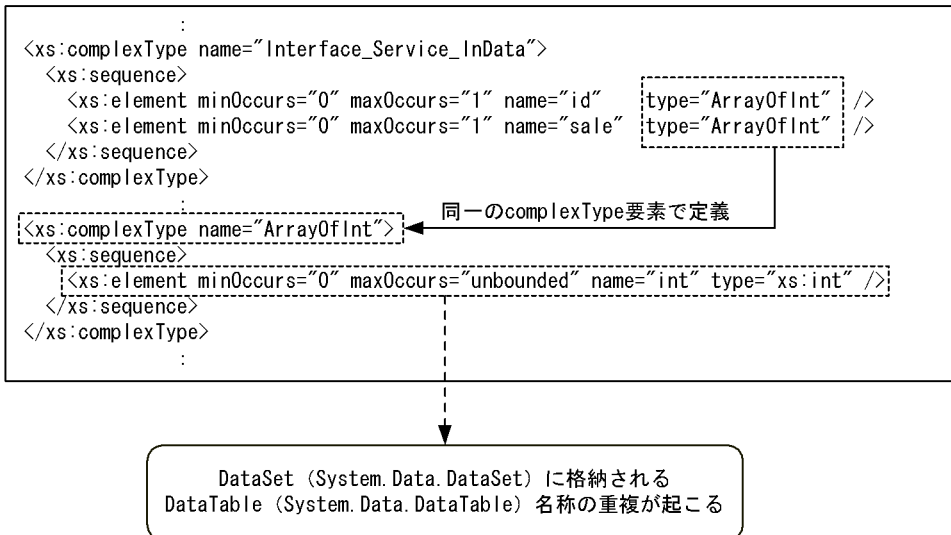 :
<xs:complexType name="Interface_Service_InData">
<xs:sequence>
<xs:element minOccurs="0" maxOccurs="1" name="id" type="ArrayOfInt" />
<xs:element minOccurs="0" maxOccurs="1" name="sale" type="ArrayOfInt" />
</xs:sequence>
</xs:complexType>
:
同一のcomplexType要素で定義
<xs:complexType name="ArrayOfInt">
<xs:sequence>
<xs:element minOccurs="0" maxOccurs="unbounded" name="int" type="xs:int" />
</xs:sequence>
</xs:complexType>
:
DataSet（System.Data.DataSet）に格納される
DataTable（System.Data.DataTable）名称の重複が起こる